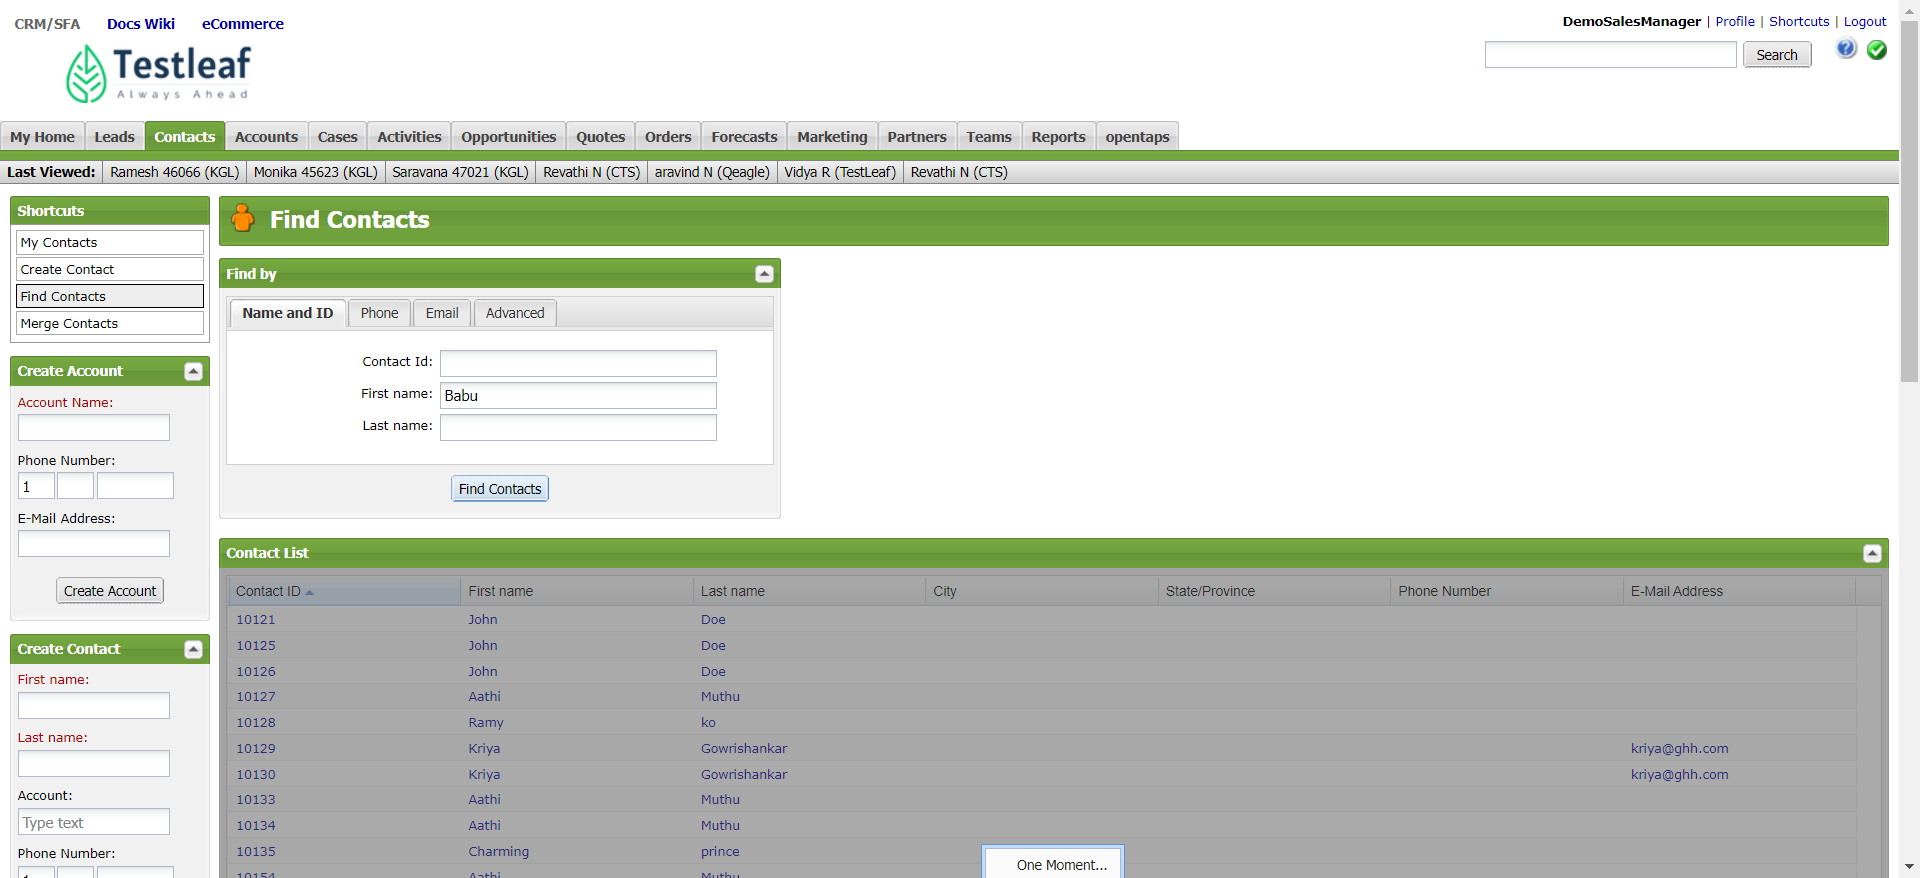 CRM/SFA Docs Wiki eCommerce
DemoSalesManager | Profile | Shortcuts | Logout
Testleaf
Always Ahead
Search
My Home Leads Contacts Accounts Cases Activities Opportunities Quotes Orders Forecasts Marketing Partners Teams Reports opentaps
Last Viewed: Ramesh 46066 (KGL) Monika 45623 (KGL) Saravana 47021 (KGL) Revathi N (CTS) aravind N (Qeagle) Vidya R (TestLeaf) Revathi N (CTS)
Shortcuts
My Contacts
Create Contact
Find Contacts
Merge Contacts
Create Account
Account Name:
Phone Number:
1
E-Mail Address:
Create Account
Create Contact
First name:
Last name:
Account:
Type text
Phone Number:
Find Contacts
Find by
Name and ID Phone Email Advanced
Contact Id:
First name: Babu
Last name:
Find Contacts
Contact List
Contact ID First name Last name City State/Province Phone Number E-Mail Address
10121 John Doe
10125 John Doe
10126 John Doe
10127 Aathi Muthu
10128 Ramy ko
10129 Kriya Gowrishankar kriya@ghh.com
10130 Kriya Gowrishankar kriya@ghh.com
10133 Aathi Muthu
10134 Aathi Muthu
10135 Charming prince
10154 Aathi Muthu
One Moment...